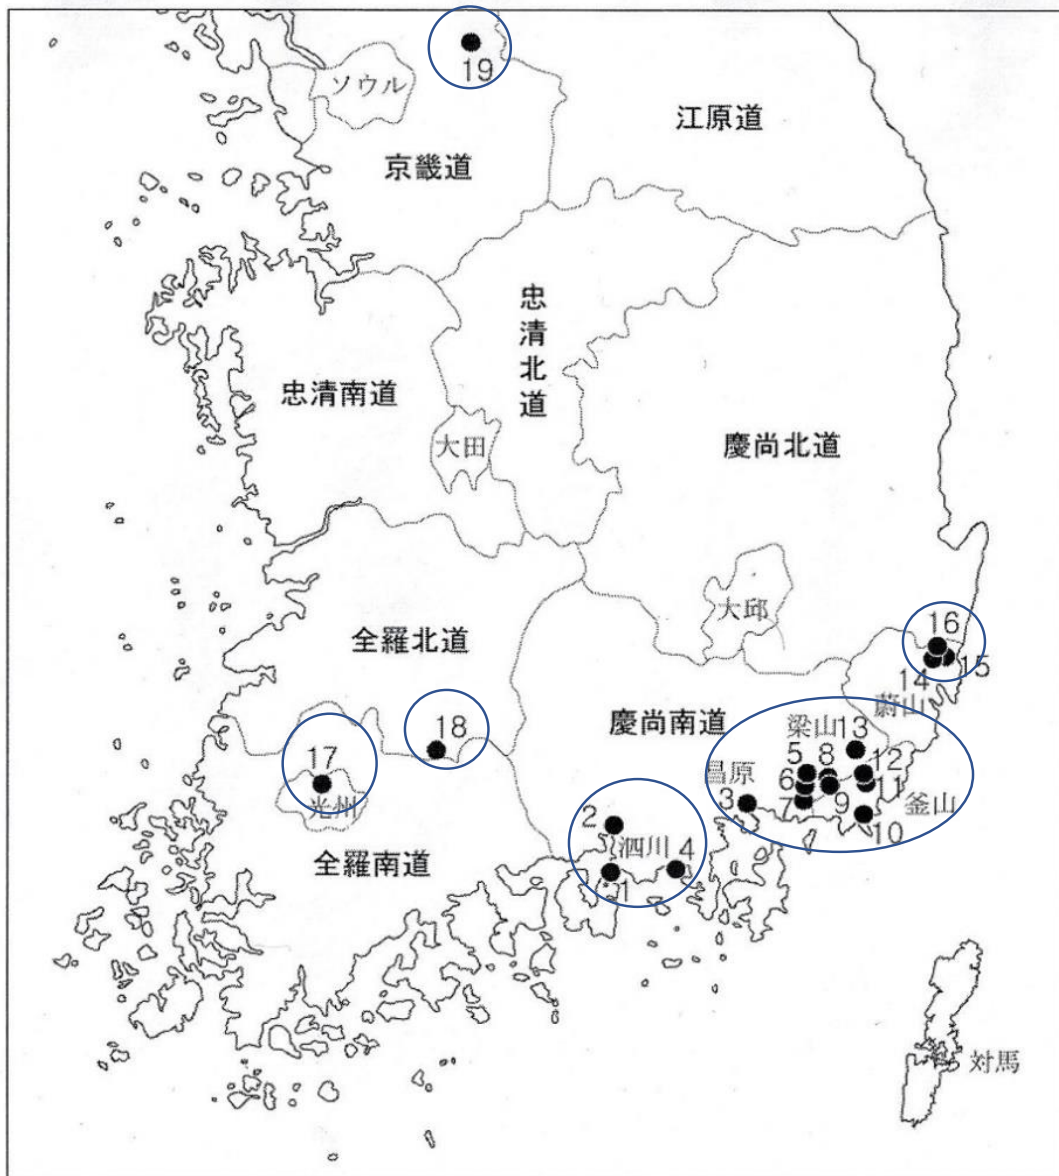 19
ソウル
江原道
京畿道
忠清北道
忠清南道
大田
慶尚北道
大邱
16
15
14
蔚山
全羅北道
18
慶尚南道
17
光州
梁山
13
5
8
12
昌原
6
11
3
7
9
釜山
10
2
泗川
4
1
全羅南道
対馬